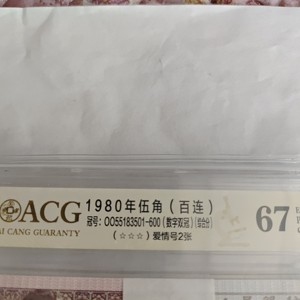 ACG
AI CANG GUARANTY
1980年伍角（百连）
冠号：OO55183501-600（数字双冠）
（☆☆☆）爱情号2张
67